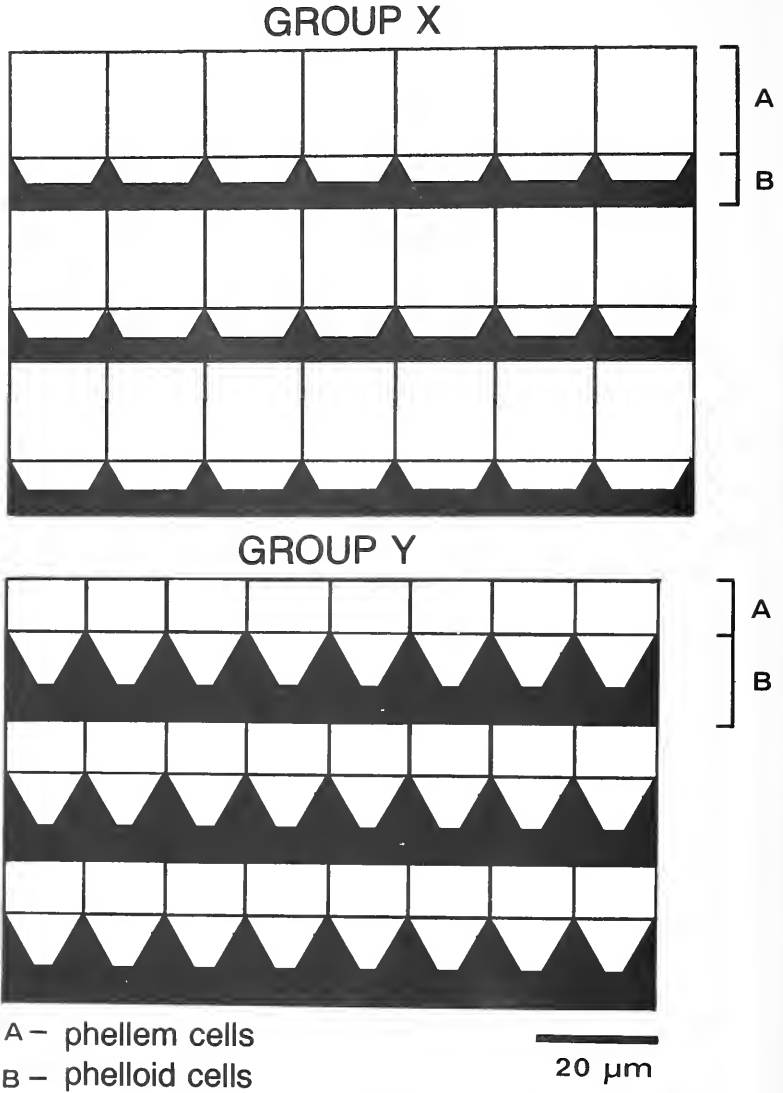 GROUP X
A
B
GROUP Y
A
B
A – phellem cells
B – phelloid cells
20 µm